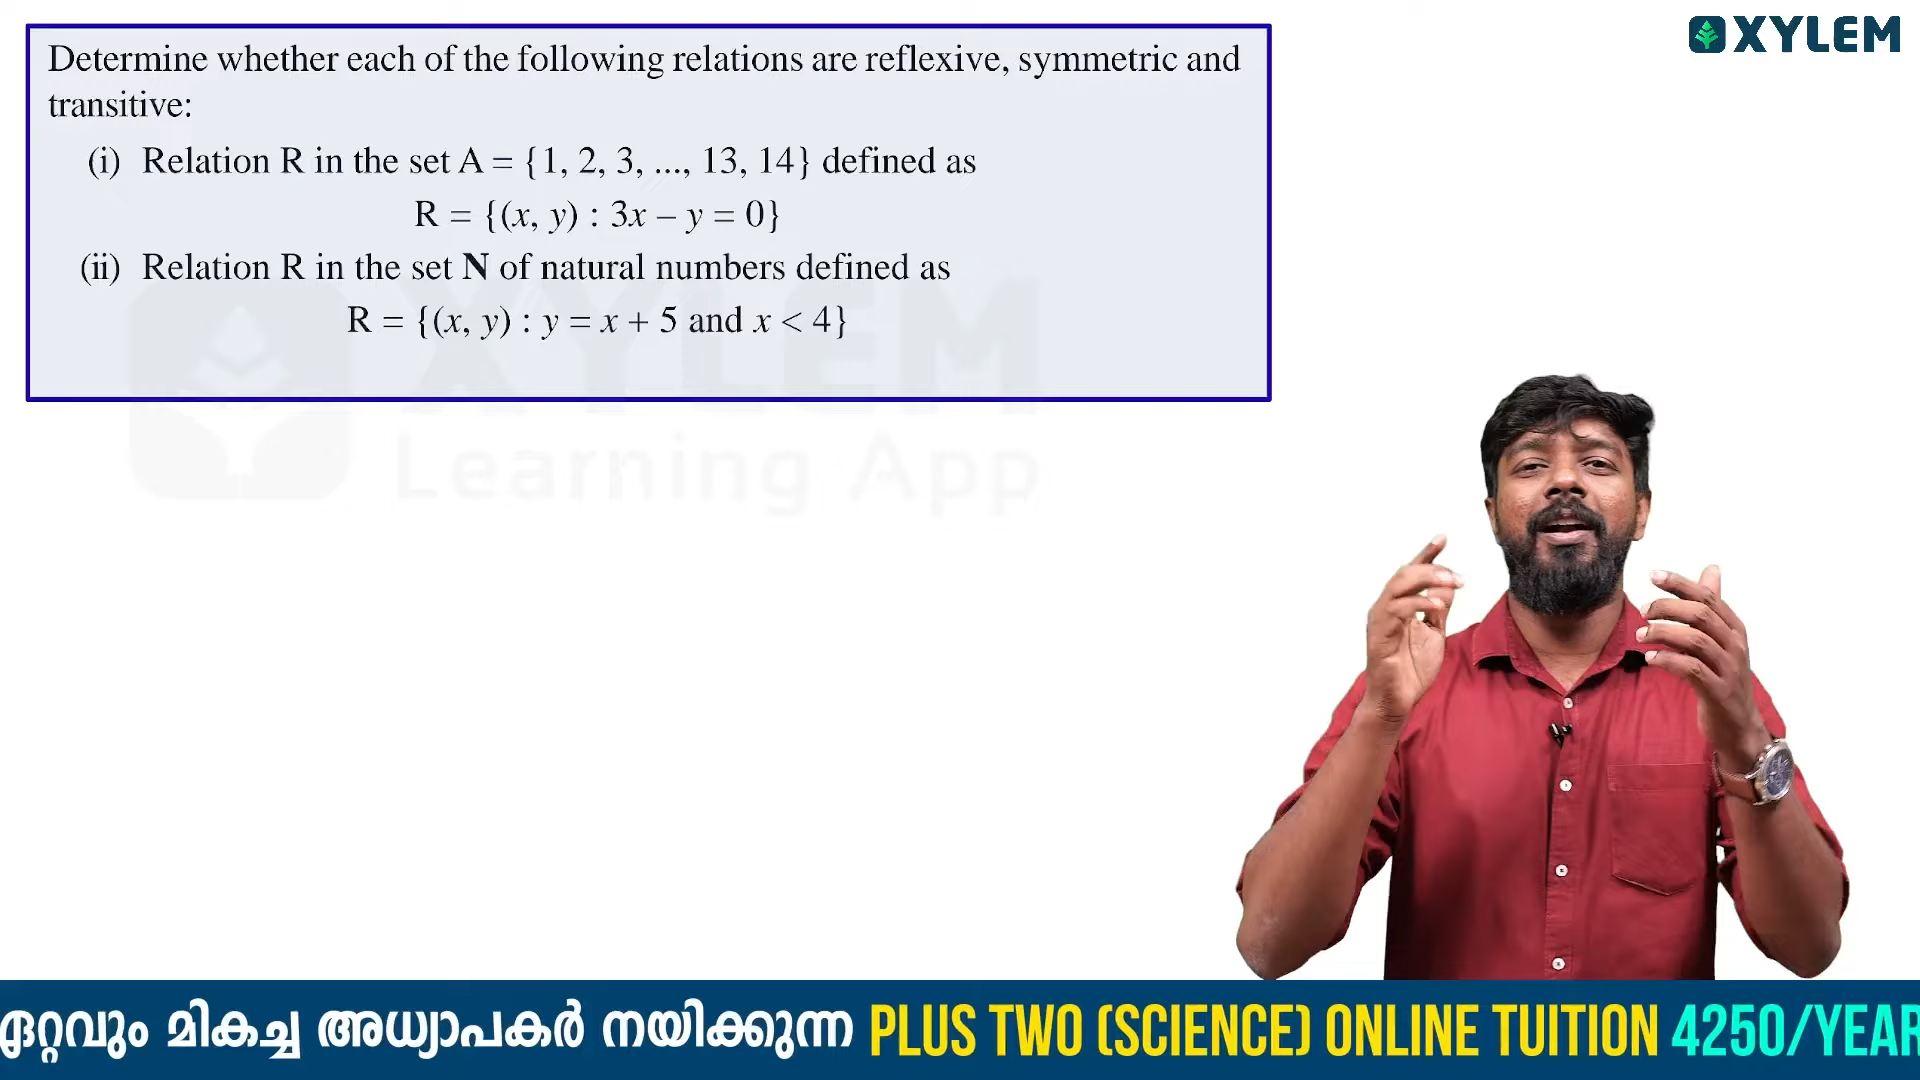 XYLEM
Determine whether each of the following relations are reflexive, symmetric and
transitive:
(i) Relation R in the set A = {1, 2, 3, ..., 13, 14} defined as
R = {(x, y) : 3x – y = 0}
(ii) Relation R in the set N of natural numbers defined as
R = {(x, y) : y = x + 5 and x < 4}
XYLEM
Learning App
ഏറ്റവും മികച്ച അധ്യാപകർ നയിക്കുന്ന PLUS TWO (SCIENCE) ONLINE TUITION 4250/YEAR